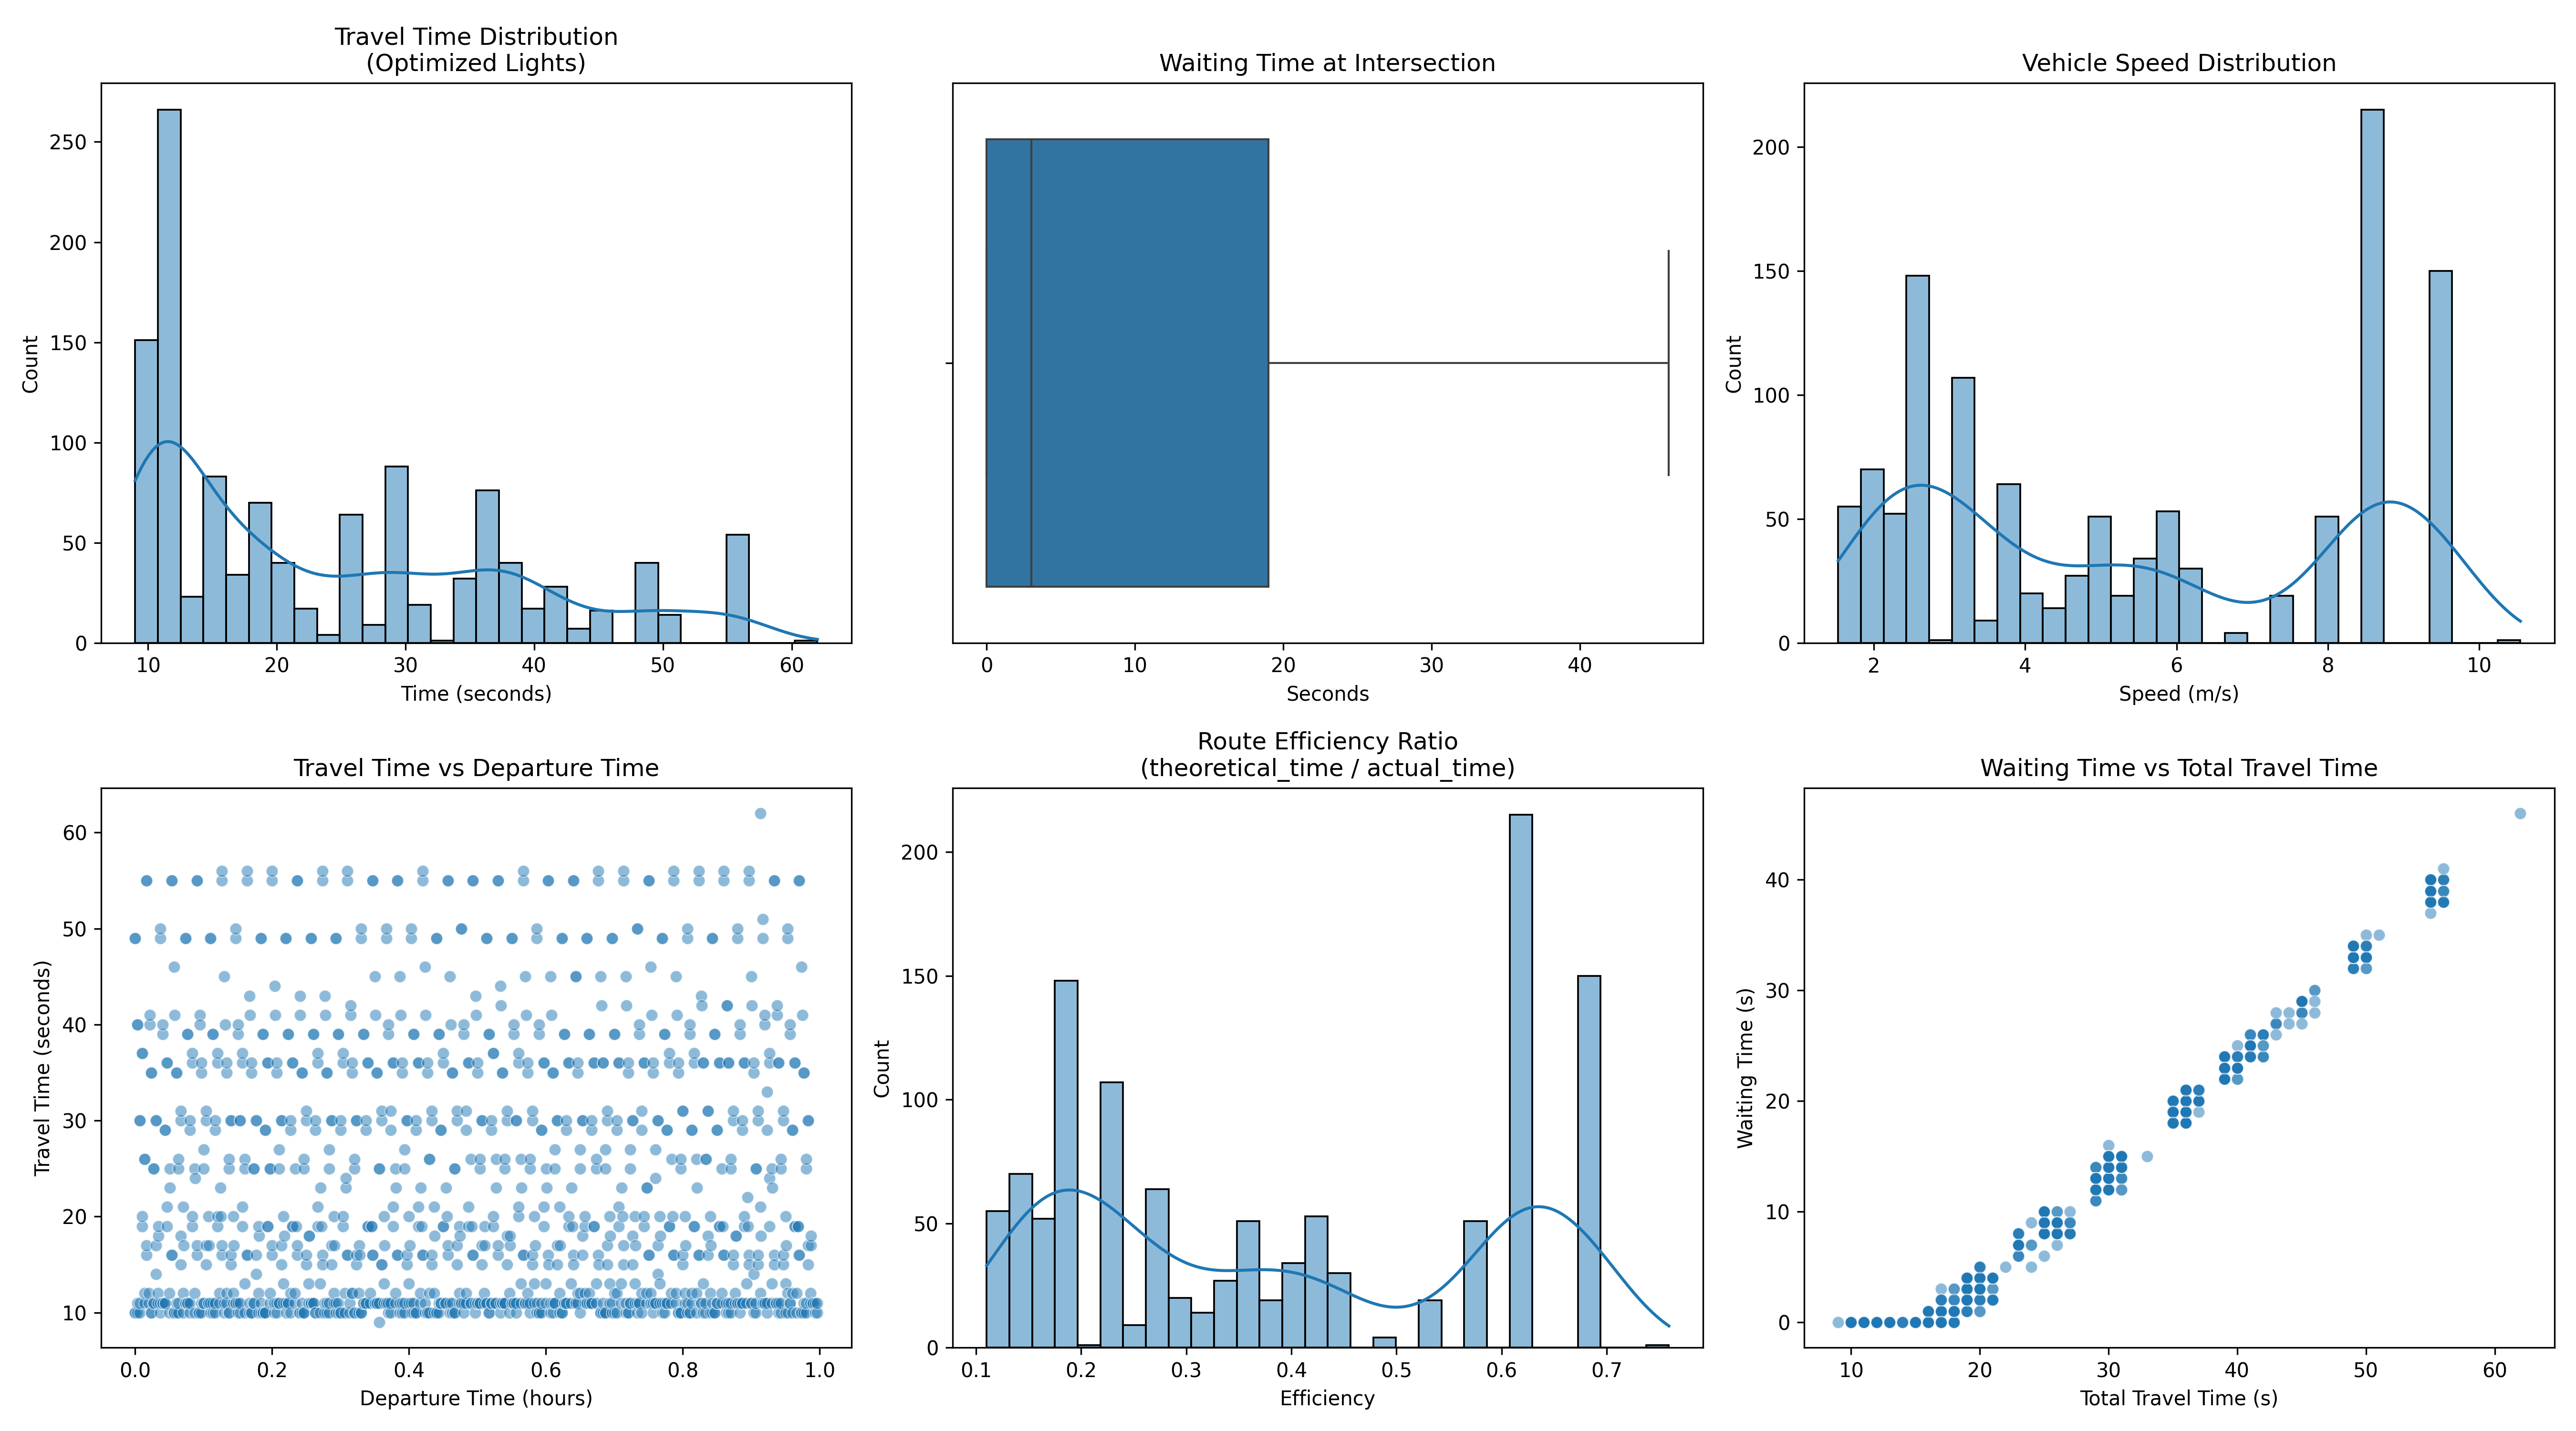 Travel Time Distribution
(Optimized Lights)
250
200
150
100
50
0
Count
10 20 30 40 50 60
Time (seconds)
Waiting Time at Intersection
0 10 20 30 40
Seconds
Vehicle Speed Distribution
200
150
100
50
0
Count
2 4 6 8 10
Speed (m/s)
Travel Time vs Departure Time
60
50
40
30
20
10
Travel Time (seconds)
0.0 0.2 0.4 0.6 0.8 1.0
Departure Time (hours)
Route Efficiency Ratio
(theoretical_time / actual_time)
200
150
100
50
0
Count
0.1 0.2 0.3 0.4 0.5 0.6 0.7
Efficiency
Waiting Time vs Total Travel Time
40
30
20
10
0
Waiting Time (s)
10 20 30 40 50 60
Total Travel Time (s)